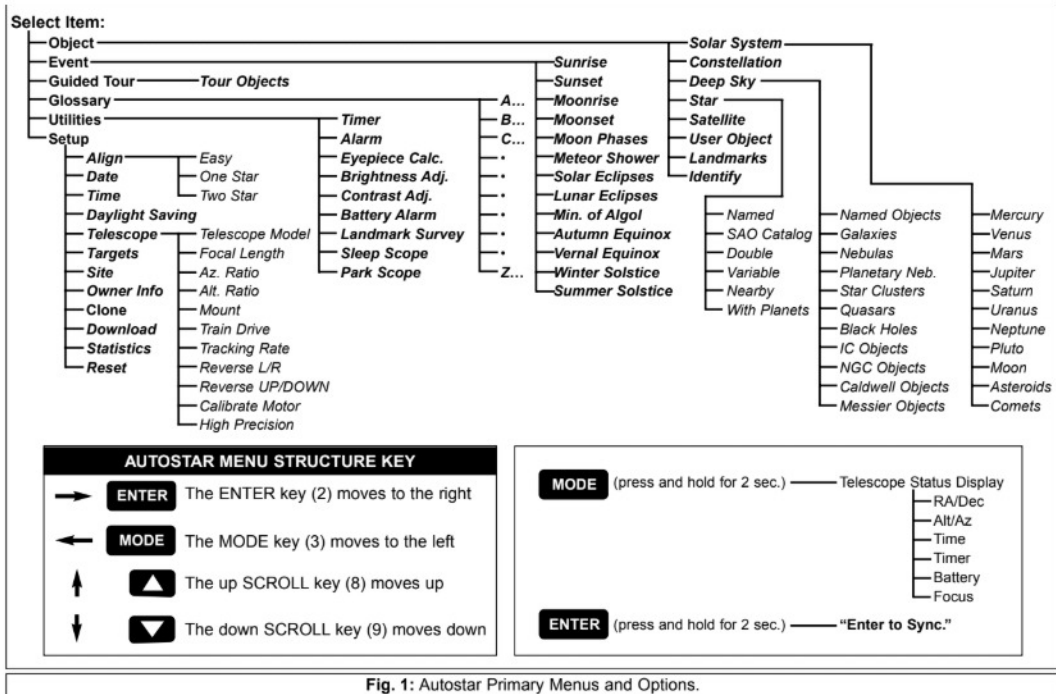 Select Item:
Object
Event
Guided Tour
Tour Objects
Glossary
Utilities
Setup
Align
Date
Time
Daylight Saving
Telescope
Targets
Site
Owner Info
Clone
Download
Statistics
Reset
Easy
One Star
Two Star
Telescope Model
Focal Length
Az. Ratio
Alt. Ratio
Mount
Train Drive
Tracking Rate
Reverse L/R
Reverse UP/DOWN
Calibrate Motor
High Precision
Timer
Alarm
Eyepiece Calc.
Brightness Adj.
Contrast Adj.
Battery Alarm
Landmark Survey
Sleep Scope
Park Scope
A...
B...
C...
•
•
•
•
•
Z...
Sunrise
Sunset
Moonrise
Moonset
Moon Phases
Meteor Shower
Solar Eclipses
Lunar Eclipses
Min. of Algol
Autumn Equinox
Vernal Equinox
Winter Solstice
Summer Solstice
Solar System
Constellation
Deep Sky
Star
Satellite
User Object
Landmarks
Identify
Named
SAO Catalog
Double
Variable
Nearby
With Planets
Named Objects
Galaxies
Nebulas
Planetary Neb.
Star Clusters
Quasars
Black Holes
IC Objects
NGC Objects
Caldwell Objects
Messier Objects
Mercury
Venus
Mars
Jupiter
Saturn
Uranus
Neptune
Pluto
Moon
Asteroids
Comets
AUTOSTAR MENU STRUCTURE KEY
ENTER The ENTER key (2) moves to the right
MODE The MODE key (3) moves to the left
The up SCROLL key (8) moves up
The down SCROLL key (9) moves down
MODE (press and hold for 2 sec.) Telescope Status Display
RA/Dec
Alt/Az
Time
Timer
Battery
Focus
ENTER (press and hold for 2 sec.) “Enter to Sync.”
Fig. 1: Autostar Primary Menus and Options.